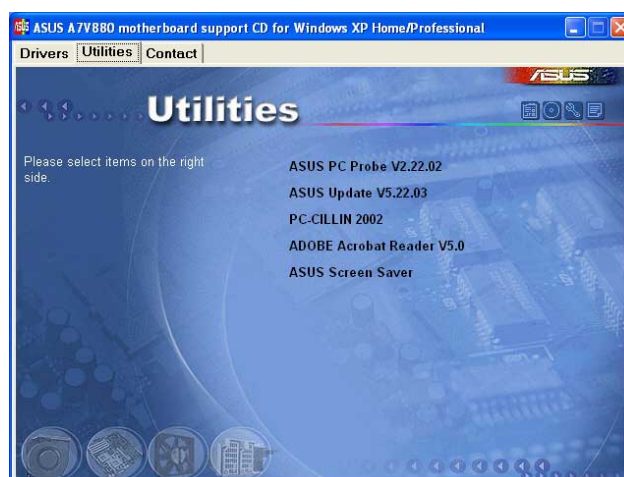 ASUS A7V880 motherboard support CD for Windows XP Home/Professional
Drivers Utilities Contact
ASUS
Utilities
Please select items on the right
side.
ASUS PC Probe V2.22.02
ASUS Update V5.22.03
PC-CILLIN 2002
ADOBE Acrobat Reader V5.0
ASUS Screen Saver